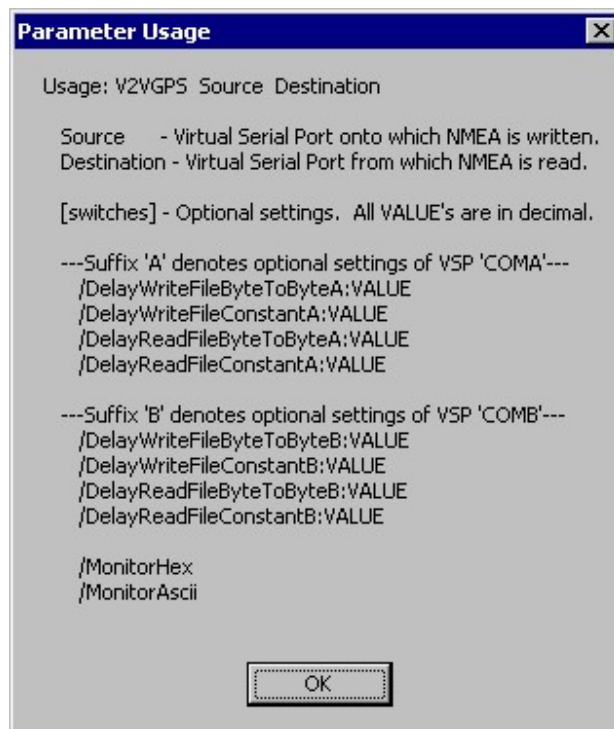 Parameter Usage
Usage: V2VGPS  Source  Destination
Source      - Virtual Serial Port onto which NMEA is written.
Destination - Virtual Serial Port from which NMEA is read.
[switches] - Optional settings.  All VALUE's are in decimal.
---Suffix 'A' denotes optional settings of VSP 'COMA'---
/DelayWriteFileByteToByteA:VALUE
/DelayWriteFileConstantA:VALUE
/DelayReadFileByteToByteA:VALUE
/DelayReadFileConstantA:VALUE
---Suffix 'B' denotes optional settings of VSP 'COMB'---
/DelayWriteFileByteToByteB:VALUE
/DelayWriteFileConstantB:VALUE
/DelayReadFileByteToByteB:VALUE
/DelayReadFileConstantB:VALUE
/MonitorHex
/MonitorAscii
OK